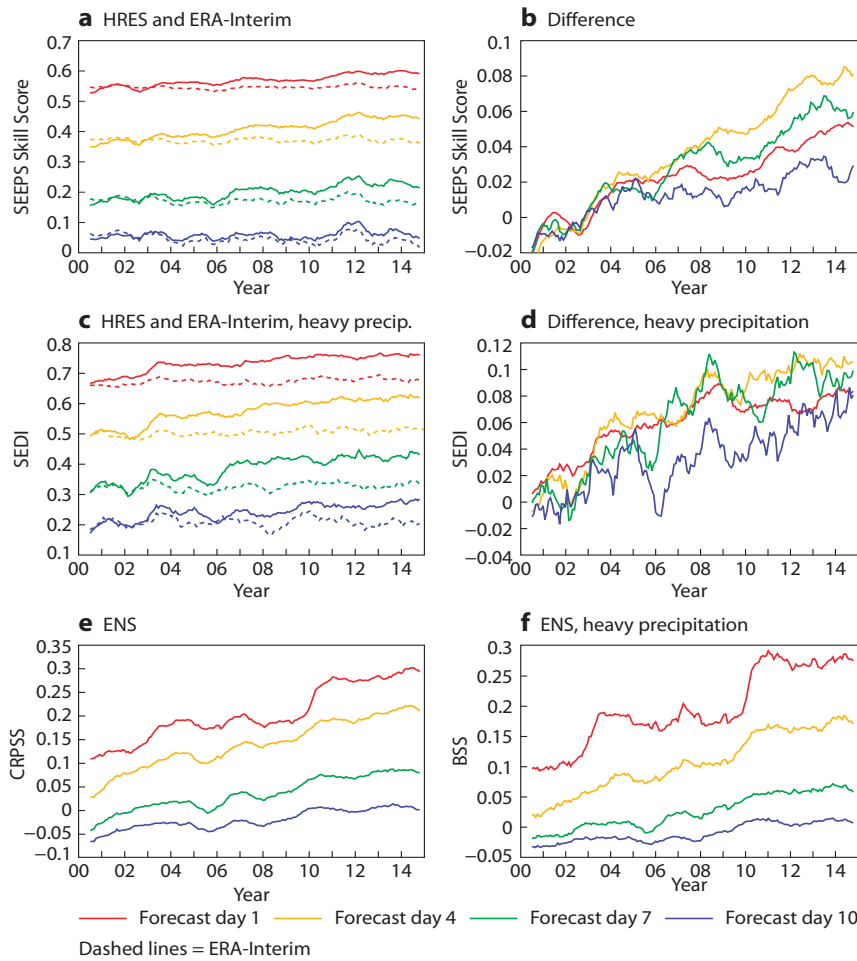 a HRES and ERA-Interim
0.7
0.6
0.5
0.4
0.3
0.2
0.1
0
SEEPS Skill Score
00 02 04 06 08 10 12 14
Year
b Difference
0.1
0.08
0.06
0.04
0.02
0
−0.02
SEEPS Skill Score
00 02 04 06 08 10 12 14
Year
c HRES and ERA-Interim, heavy precip.
0.8
0.7
0.6
0.5
0.4
0.3
0.2
0.1
SEDI
00 02 04 06 08 10 12 14
Year
d Difference, heavy precipitation
0.12
0.1
0.08
0.06
0.04
0.02
0
−0.02
−0.04
SEDI
00 02 04 06 08 10 12 14
Year
e ENS
0.35
0.3
0.25
0.2
0.15
0.1
0.05
0
−0.05
−0.1
CRPSS
00 02 04 06 08 10 12 14
Year
f ENS, heavy precipitation
0.3
0.25
0.2
0.15
0.1
0.05
0
−0.05
BSS
00 02 04 06 08 10 12 14
Year
Forecast day 1 Forecast day 4 Forecast day 7 Forecast day 10
Dashed lines = ERA-Interim